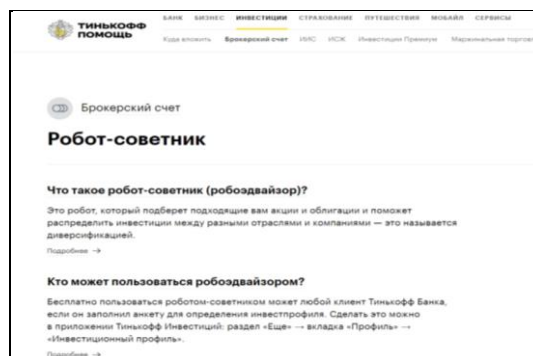 ТИНЬКОФФ
ПОМОЩЬ
БАНК БИЗНЕС ИНВЕСТИЦИИ СТРАХОВАНИЕ ПУТЕШЕСТВИЯ МОБАЙЛ СЕРВИСЫ
Куда вложить Брокерский счет ИИС ИСЖ Инвестиции Премиум Маржинальная торгов
Брокерский счет
Робот-советник
Что такое робот-советник (робоэдвайзор)?
Это робот, который подберет подходящие вам акции и облигации и поможет
распределить инвестиции между разными отраслями и компаниями — это называется
диверсификацией.
Подробнее →
Кто может пользоваться робоэдвайзором?
Бесплатно пользоваться роботом-советником может любой клиент Тинькофф Банка,
если он заполнил анкету для определения инвестпрофиля. Сделать это можно
в приложении Тинькофф Инвестиций: раздел «Еще» → вкладка «Профиль» →
«Инвестиционный профиль».
Подробнее →